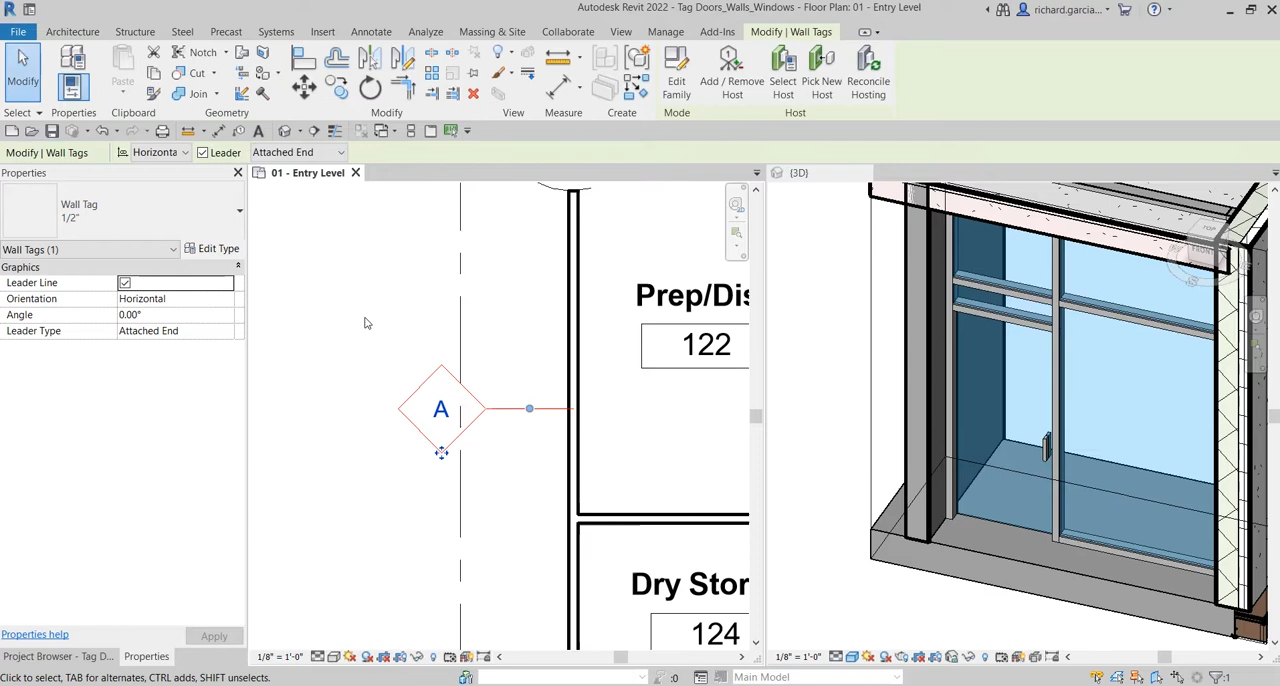 Autodesk Revit 2022 - Tag Doors_Walls_Windows - Floor Plan: 01 - Entry Level
richard.garcia...
File Architecture Structure Steel Precast Systems Insert Annotate Analyze Massing & Site Collaborate View Manage Add-Ins Modify | Wall Tags
Modify
Paste
Notch
Cut
Join
Edit Family
Add / Remove Host
Select Host
Pick New Host
Reconcile Hosting
Select Properties Clipboard Geometry Modify View Measure Create Mode Host
Modify | Wall Tags Horizonta Leader Attached End
Properties
01 - Entry Level
{3D}
Wall Tag
1/2"
Wall Tags (1)
Edit Type
Graphics
Leader Line
Orientation Horizontal
Angle 0.00°
Leader Type Attached End
Prep/Dis
122
A
Dry Stor
124
TOP
FRONT
Properties help
Apply
Project Browser - Tag D...
Properties
1/8" = 1'-0"
1/8" = 1'-0"
Click to select, TAB for alternates, CTRL adds, SHIFT unselects.
:0
Main Model
:1